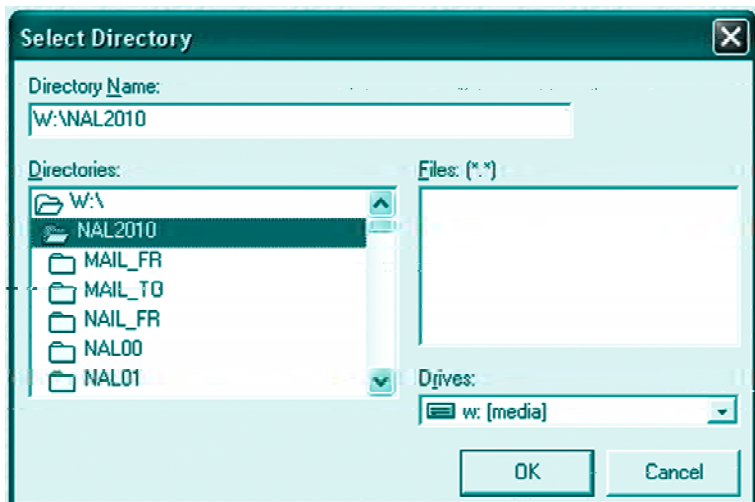 Select Directory
Directory Name:
W:\NAL2010
Directories:
W:\
NAL2010
MAIL_FR
MAIL_TO
NAIL_FR
NAL00
NAL01
Files: (*.*)
Drives:
w: [media]
OK
Cancel